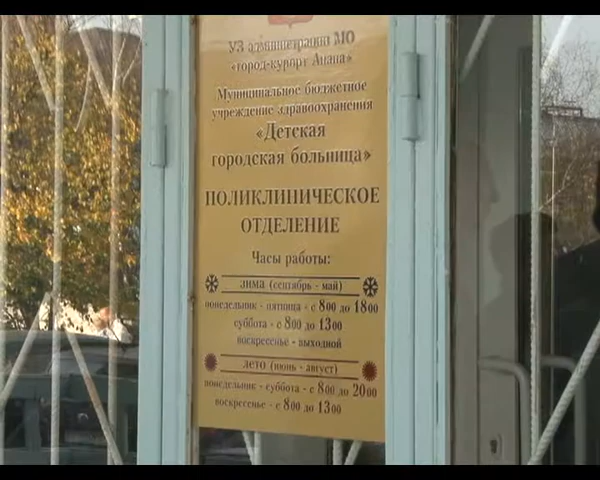 УЗ администрации МО
«город-курорт Анапа»
Муниципальное бюджетное
учреждение здравоохранения
«Детская
городская больница»
ПОЛИКЛИНИЧЕСКОЕ
ОТДЕЛЕНИЕ
Часы работы:
зима (сентябрь - май)
понедельник - пятница - с 800 до 1800
суббота - с 800 до 1300
воскресенье - выходной
лето (июнь - август)
понедельник - суббота - с 800 до 2000
воскресенье - с 800 до 1300